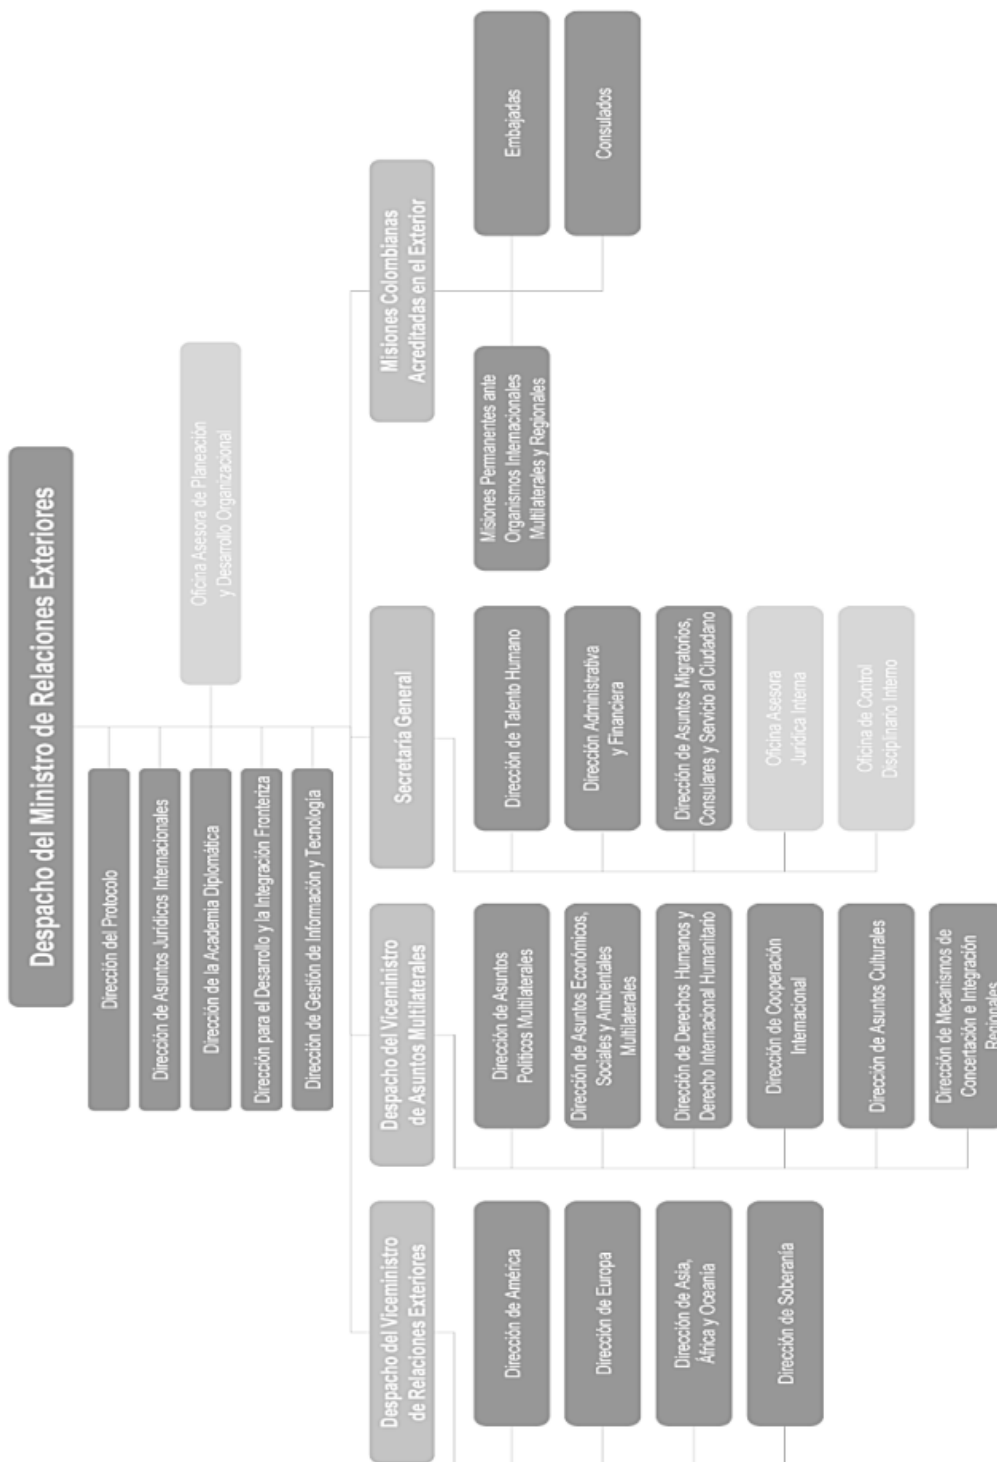 Despacho del Ministro de Relaciones Exteriores
Oficina Asesora de Planeación
y Desarrollo Organizacional
Dirección del Protocolo
Dirección de Asuntos Jurídicos Internacionales
Dirección de la Academia Diplomática
Dirección para el Desarrollo y la Integración Fronteriza
Dirección de Gestión de Información y Tecnología
Despacho del Viceministro
de Relaciones Exteriores
Dirección de América
Dirección de Europa
Dirección de Asia,
África y Oceania
Dirección de Soberanía
Despacho del Viceministro
de Asuntos Multilaterales
Dirección de Asuntos
Políticos Multilaterales
Dirección de Asuntos Económicos,
Sociales y Ambientales
Multilaterales
Dirección de Derechos Humanos y
Derecho Internacional Humanitario
Dirección de Cooperación
Internacional
Dirección de Asuntos Culturales
Dirección de Mecanismos de
Concertación e Integración
Regionales
Secretaría General
Dirección de Talento Humano
Dirección Administrativa
y Financiera
Dirección de Asuntos Migratorios,
Consulares y Servicio al Ciudadano
Oficina Asesora
Jurídica Interna
Oficina de Control
Disciplinario Interno
Misiones Colombianas
Acreditadas en el Exterior
Misiones Permanentes ante
Organismos Internacionales
Multilaterales y Regionales
Embajadas
Consulados